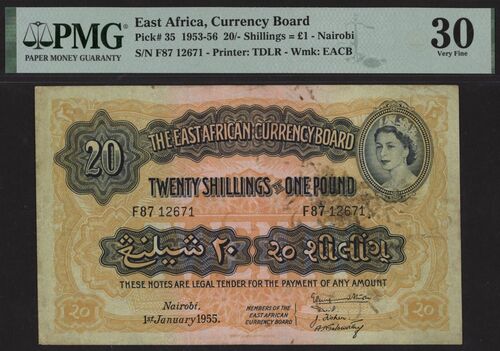 PMG
PAPER MONEY GUARANTY
East Africa, Currency Board
Pick# 35 1953-56 20/- Shillings = £1 - Nairobi
S/N F87 12671 - Printer: TDLR - Wmk: EACB
30
Very Fine
THE EAST AFRICAN CURRENCY BOARD
20
TWENTY SHILLINGS OR ONE POUND
F87 12671 F87 12671
شيلنڠ ٢٠ ૨૦ શીલીંગ
THESE NOTES ARE LEGAL TENDER FOR THE PAYMENT OF ANY AMOUNT
Nairobi.
1st January 1955.
MEMBERS OF THE
EAST AFRICAN
CURRENCY BOARD
૨૦